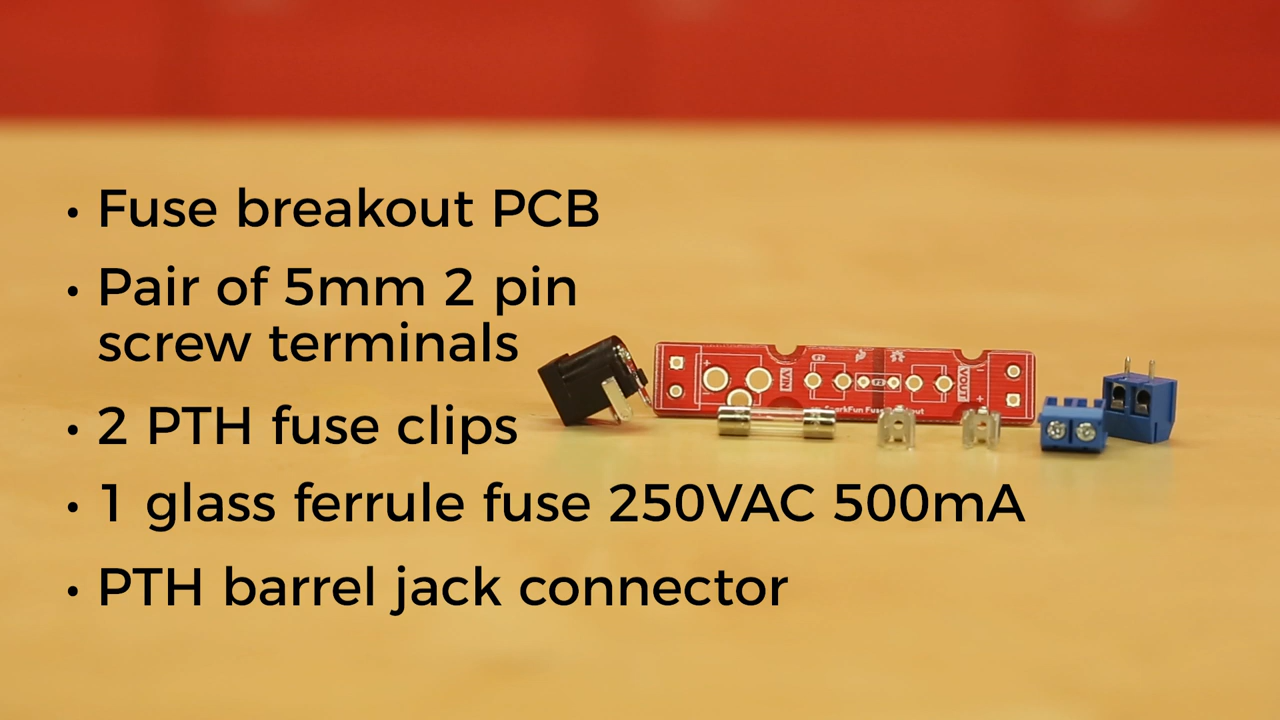 • Fuse breakout PCB
• Pair of 5mm 2 pin
screw terminals
• 2 PTH fuse clips
• 1 glass ferrule fuse 250VAC 500mA
• PTH barrel jack connector
VIN
VOUT